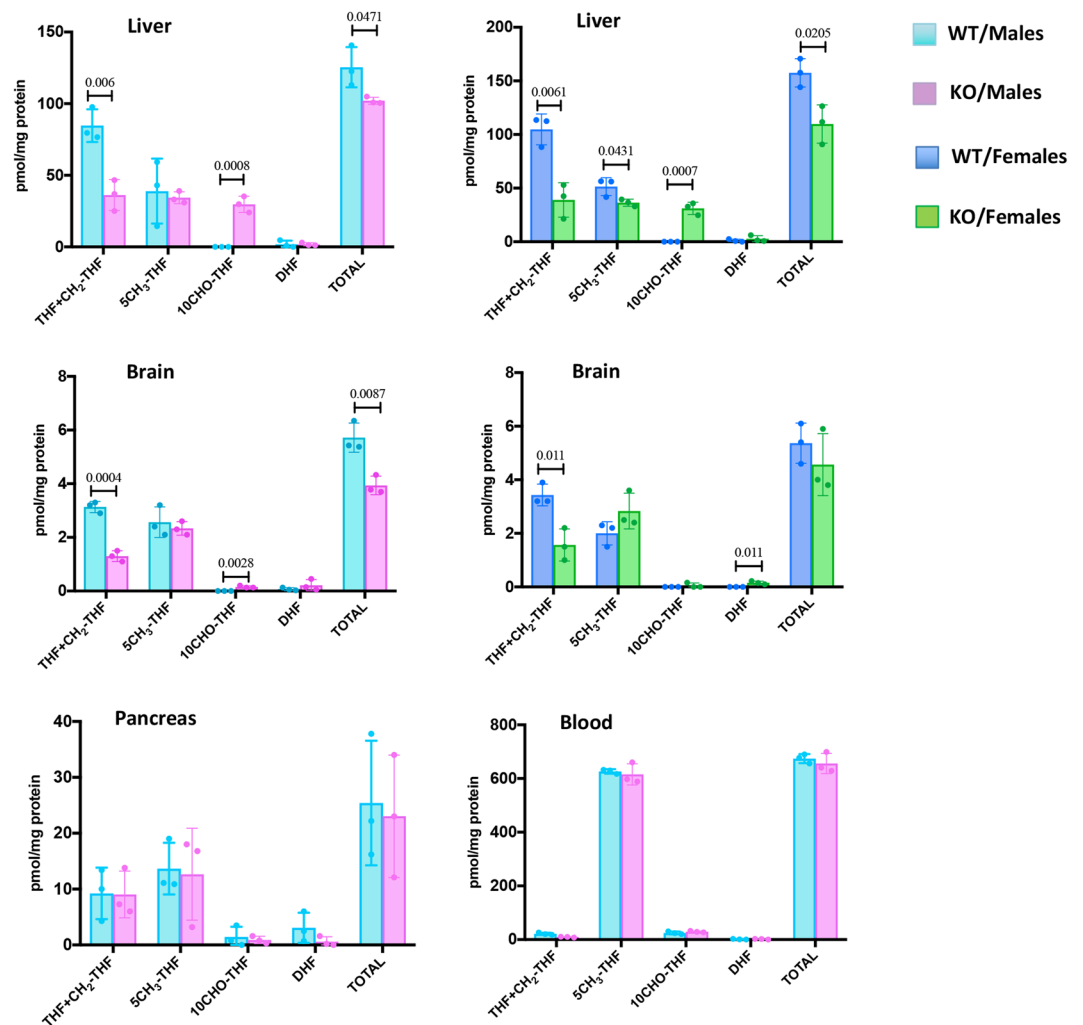 Liver
pmol/mg protein
150
100
50
0
0.006
0.0008
0.0471
THF+CH₂-THF
5CH₃-THF
10CHO-THF
DHF
TOTAL
Liver
pmol/mg protein
200
150
100
50
0
0.0061
0.0431
0.0007
0.0205
THF+CH₂-THF
5CH₃-THF
10CHO-THF
DHF
TOTAL
WT/Males
KO/Males
WT/Females
KO/Females
Brain
pmol/mg protein
8
6
4
2
0
0.0004
0.0028
0.0087
THF+CH₂-THF
5CH₃-THF
10CHO-THF
DHF
TOTAL
Brain
pmol/mg protein
8
6
4
2
0
0.011
0.011
THF+CH₂-THF
5CH₃-THF
10CHO-THF
DHF
TOTAL
Pancreas
pmol/mg protein
40
30
20
10
0
THF+CH₂-THF
5CH₃-THF
10CHO-THF
DHF
TOTAL
Blood
pmol/mg protein
800
600
400
200
0
THF+CH₂-THF
5CH₃-THF
10CHO-THF
DHF
TOTAL